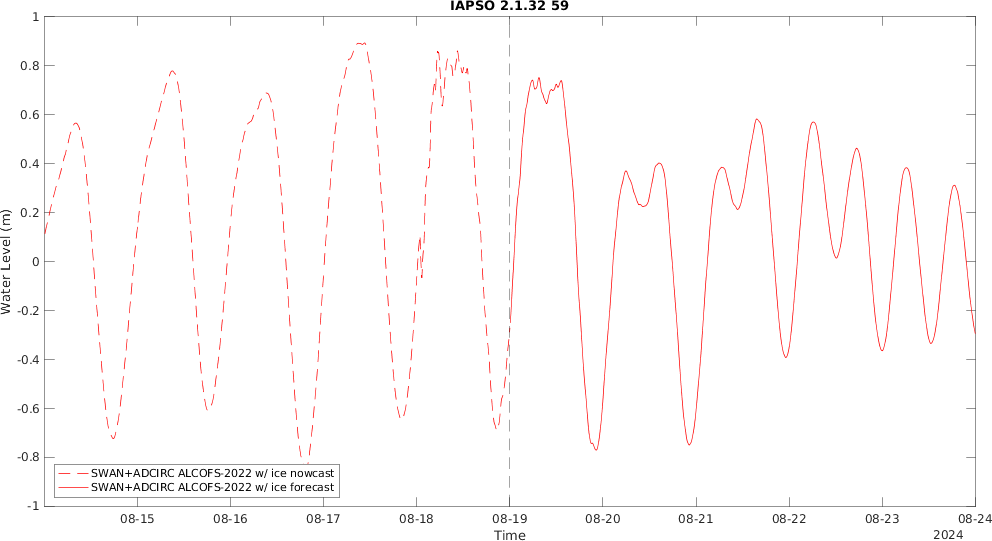 IAPSO 2.1.32 59
Water Level (m)
1
0.8
0.6
0.4
0.2
0
-0.2
-0.4
-0.6
-0.8
-1
SWAN+ADCIRC ALCOFS-2022 w/ ice nowcast
SWAN+ADCIRC ALCOFS-2022 w/ ice forecast
08-15 08-16 08-17 08-18 08-19 08-20 08-21 08-22 08-23 08-24
Time
2024